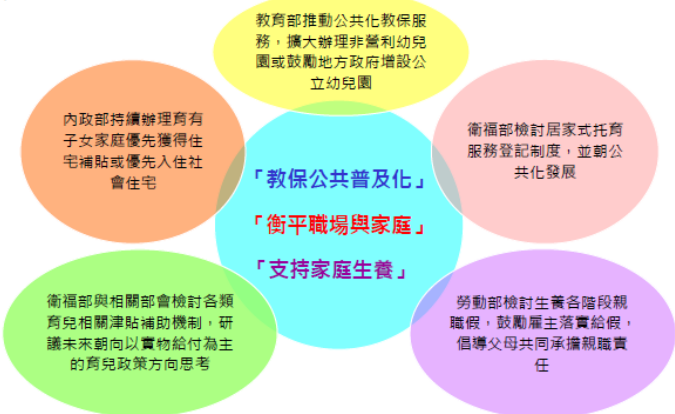 教育部推動公共化教保服
務，擴大辦理非營利幼兒
園或鼓勵地方政府增設公
立幼兒園
內政部持續辦理育有
子女家庭優先獲得住
宅補貼或優先入住社
會住宅
衛福部檢討居家式托育
服務登記制度，並朝公
共化發展
「教保公共普及化」
「衡平職場與家庭」
「支持家庭生養」
衛福部與相關部會檢討各類
育兒相關津貼補助機制，研
議未來朝向以實物給付為主
的育兒政策方向思考
勞動部檢討生養各階段親
職假，鼓勵雇主落實給假，
倡導父母共同承擔親職責
任